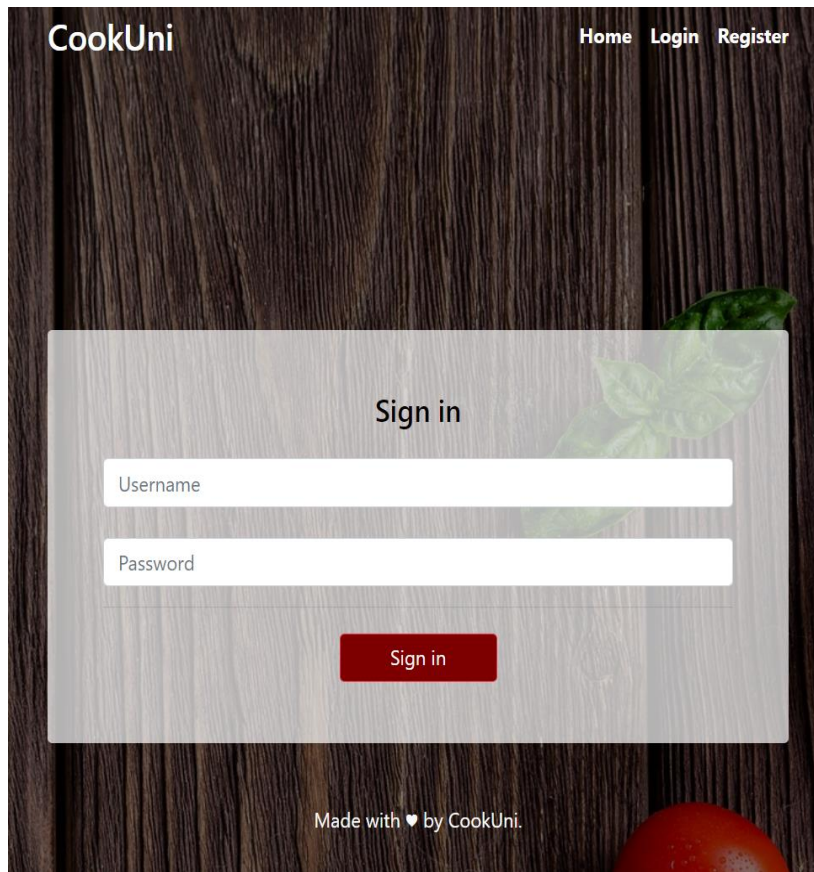 CookUni
Home Login Register
Sign in
Username
Password
Sign in
Made with ♥ by CookUni.